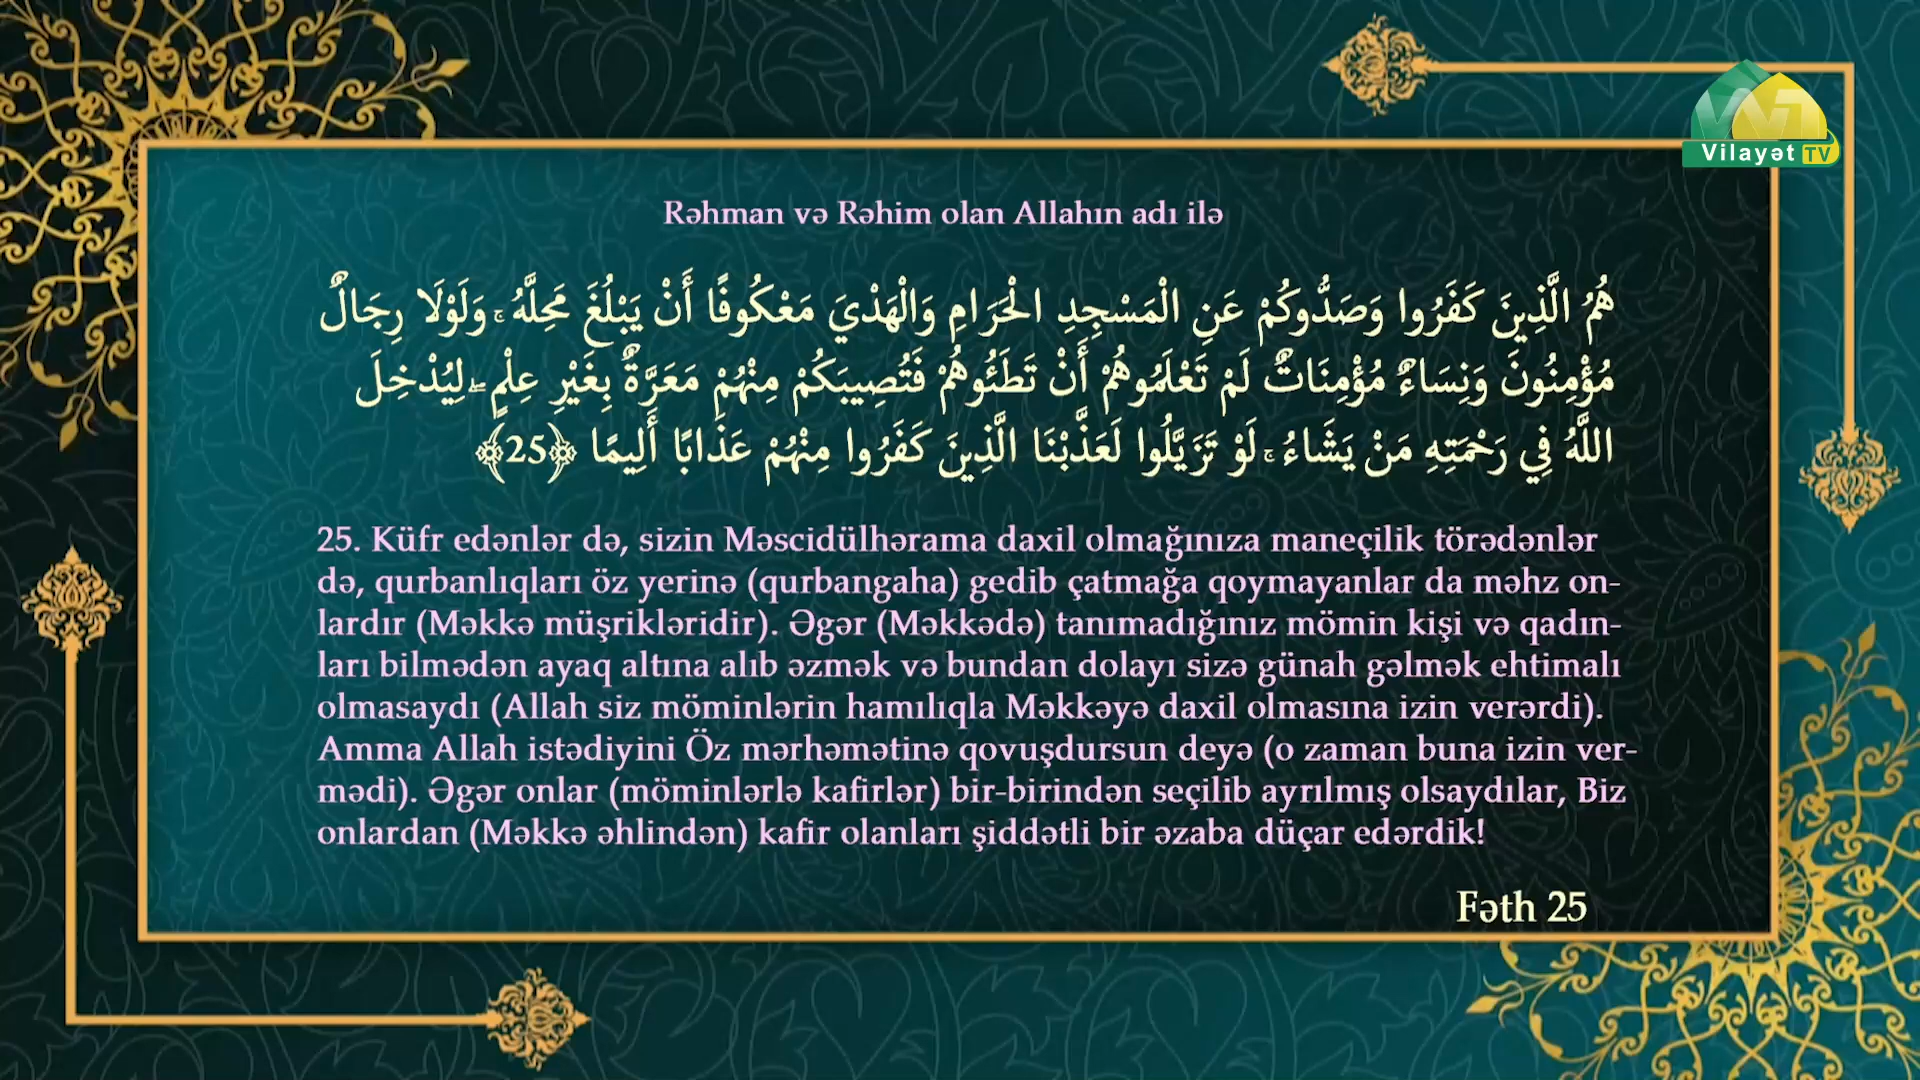 Vilayət TV
Rəhman və Rəhim olan Allahın adı ilə
هُمُ الَّذِينَ كَفَرُوا وَصَدُّوكُمْ عَنِ الْمَسْجِدِ الْحَرَامِ وَالْهَدْيَ مَعْكُوفًا أَنْ يَبْلُغَ مَحِلَّهُ ۚ وَلَوْلَا رِجَالٌ
مُؤْمِنُونَ وَنِسَاءٌ مُؤْمِنَاتٌ لَمْ تَعْلَمُوهُمْ أَنْ تَطَئُوهُمْ فَتُصِيبَكُمْ مِنْهُمْ مَعَرَّةٌ بِغَيْرِ عِلْمٍ ۖ لِيُدْخِلَ
اللَّهُ فِي رَحْمَتِهِ مَنْ يَشَاءُ ۚ لَوْ تَزَيَّلُوا لَعَذَّبْنَا الَّذِينَ كَفَرُوا مِنْهُمْ عَذَابًا أَلِيمًا ﴿25﴾
25. Küfr edənlər də, sizin Məscidülhərama daxil olmağınıza maneçilik törədənlər
də, qurbanlıqları öz yerinə (qurbangaha) gedib çatmağa qoymayanlar da məhz on-
lardır (Məkkə müşrikləridir). Əgər (Məkkədə) tanımadığınız mömin kişi və qadın-
ları bilmədən ayaq altına alıb əzmək və bundan dolayı sizə günah gəlmək ehtimalı
olmasaydı (Allah siz möminlərin hamılıqla Məkkəyə daxil olmasına izin verərdi).
Amma Allah istədiyini Öz mərhəmətinə qovuşdursun deyə (o zaman buna izin ver-
mədi). Əgər onlar (möminlərlə kafirlər) bir-birindən seçilib ayrılmış olsaydılar, Biz
onlardan (Məkkə əhlindən) kafir olanları şiddətli bir əzaba düçar edərdik!
Fəth 25